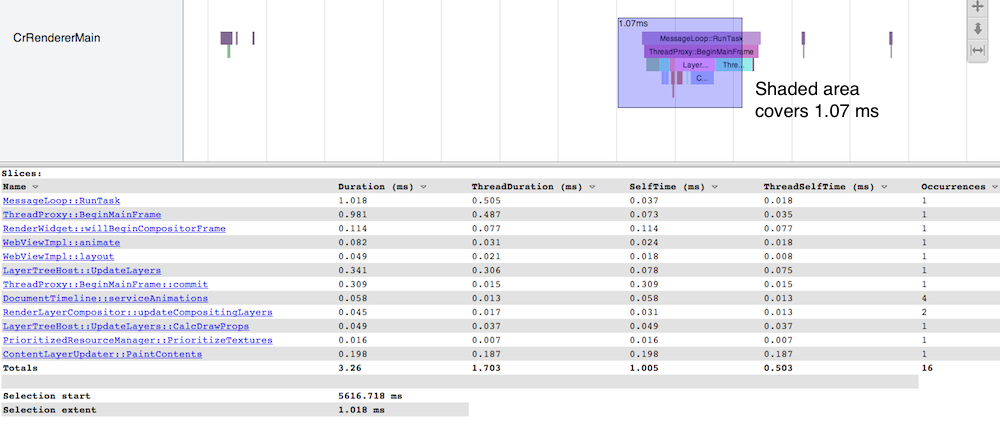 CrRendererMain
1.07ms
MessageLoop::RunTask
ThreadProxy::BeginMainFrame
Layer... Thre...
C...
Shaded area
covers 1.07 ms
Slices:
Name Duration (ms) ThreadDuration (ms) SelfTime (ms) ThreadSelfTime (ms) Occurrences
MessageLoop::RunTask 1.018 0.505 0.037 0.018 1
ThreadProxy::BeginMainFrame 0.981 0.487 0.073 0.035 1
RenderWidget::willBeginCompositorFrame 0.114 0.077 0.114 0.077 1
WebViewImpl::animate 0.082 0.031 0.024 0.018 1
WebViewImpl::layout 0.049 0.021 0.018 0.008 1
LayerTreeHost::UpdateLayers 0.341 0.306 0.078 0.075 1
ThreadProxy::BeginMainFrame::commit 0.309 0.015 0.309 0.015 1
DocumentTimeline::serviceAnimations 0.058 0.013 0.058 0.013 4
RenderLayerCompositor::updateCompositingLayers 0.045 0.017 0.031 0.013 2
LayerTreeHost::UpdateLayers::CalcDrawProps 0.049 0.037 0.049 0.037 1
PrioritizedResourceManager::PrioritizeTextures 0.016 0.007 0.016 0.007 1
ContentLayerUpdater::PaintContents 0.198 0.187 0.198 0.187 1
Totals 3.26 1.703 1.005 0.503 16
Selection start 5616.718 ms
Selection extent 1.018 ms